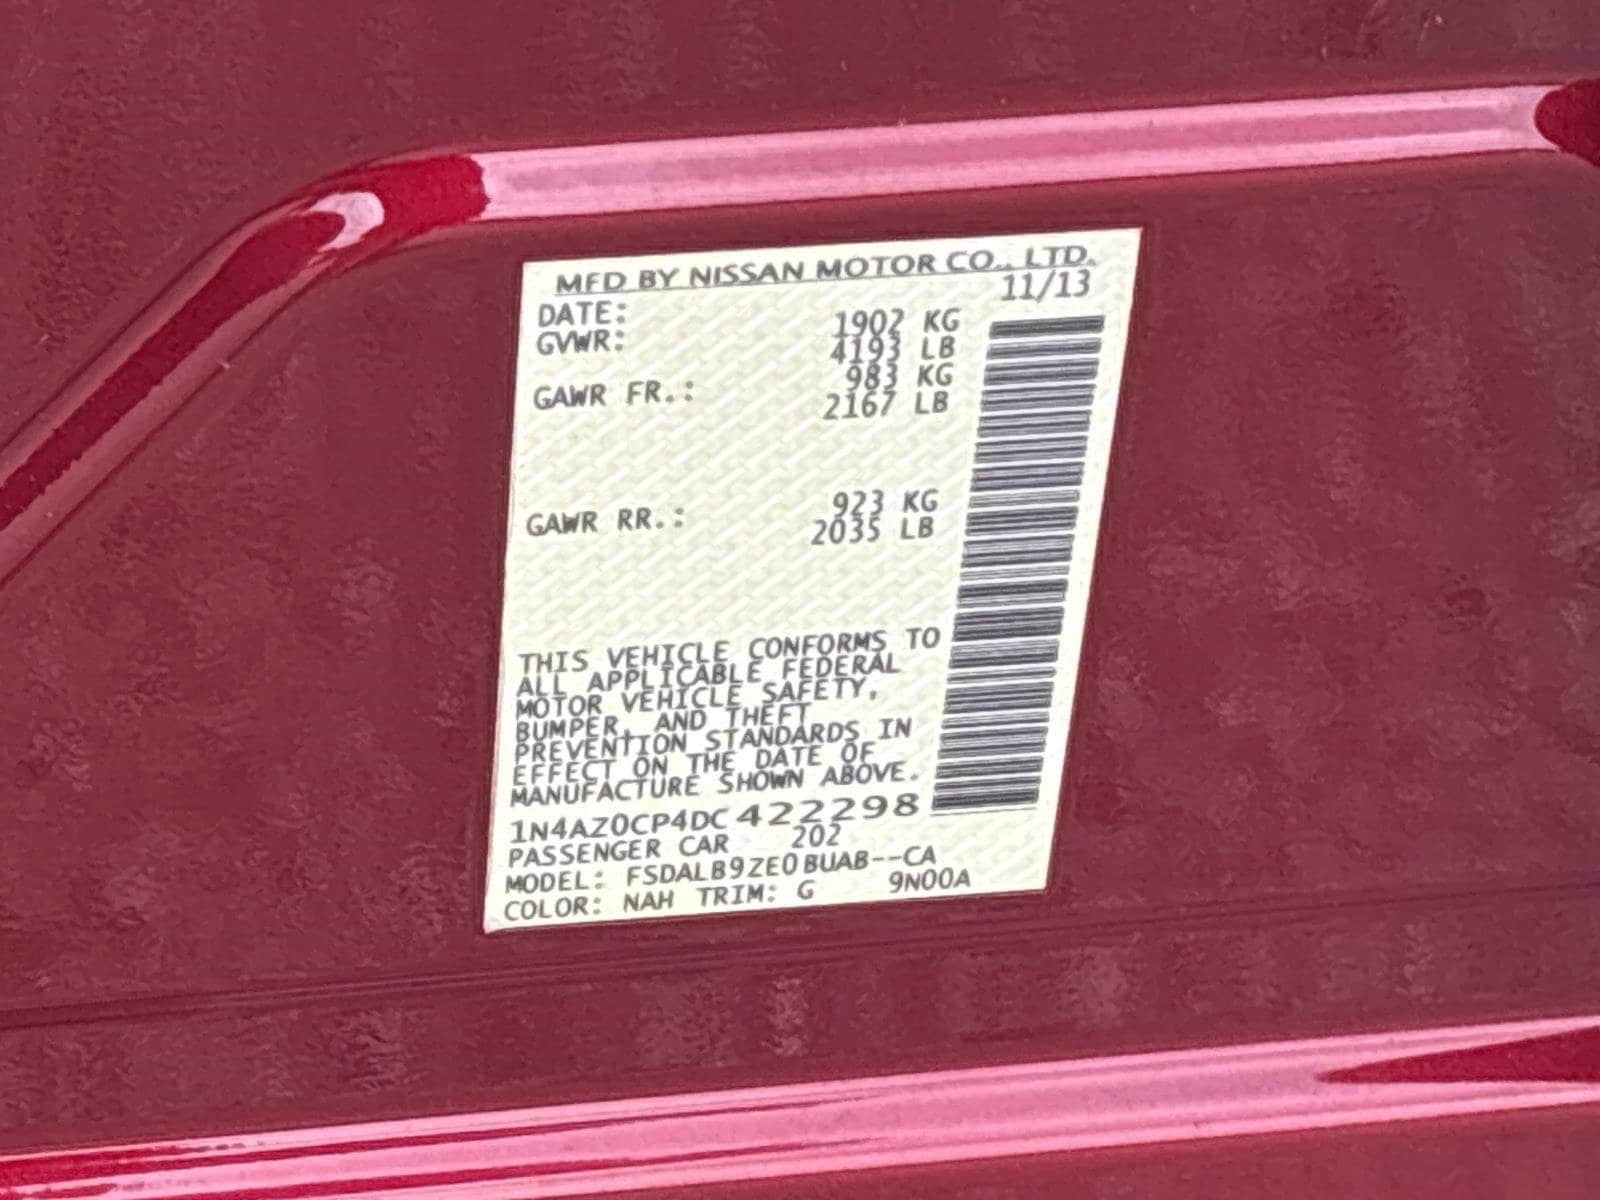 MFD BY NISSAN MOTOR CO., LTD.
DATE: 11/13
GVWR: 1902 KG
4193 LB
GAWR FR.: 983 KG
2167 LB
GAWR RR.: 923 KG
2035 LB
THIS VEHICLE CONFORMS TO
ALL APPLICABLE FEDERAL
MOTOR VEHICLE SAFETY,
BUMPER, AND THEFT
PREVENTION STANDARDS IN
EFFECT ON THE DATE OF
MANUFACTURE SHOWN ABOVE.
1N4AZ0CP4DC422298
PASSENGER CAR 202
MODEL: FSDALB9ZE0BUAB--CA
COLOR: NAH TRIM: G 9N00A